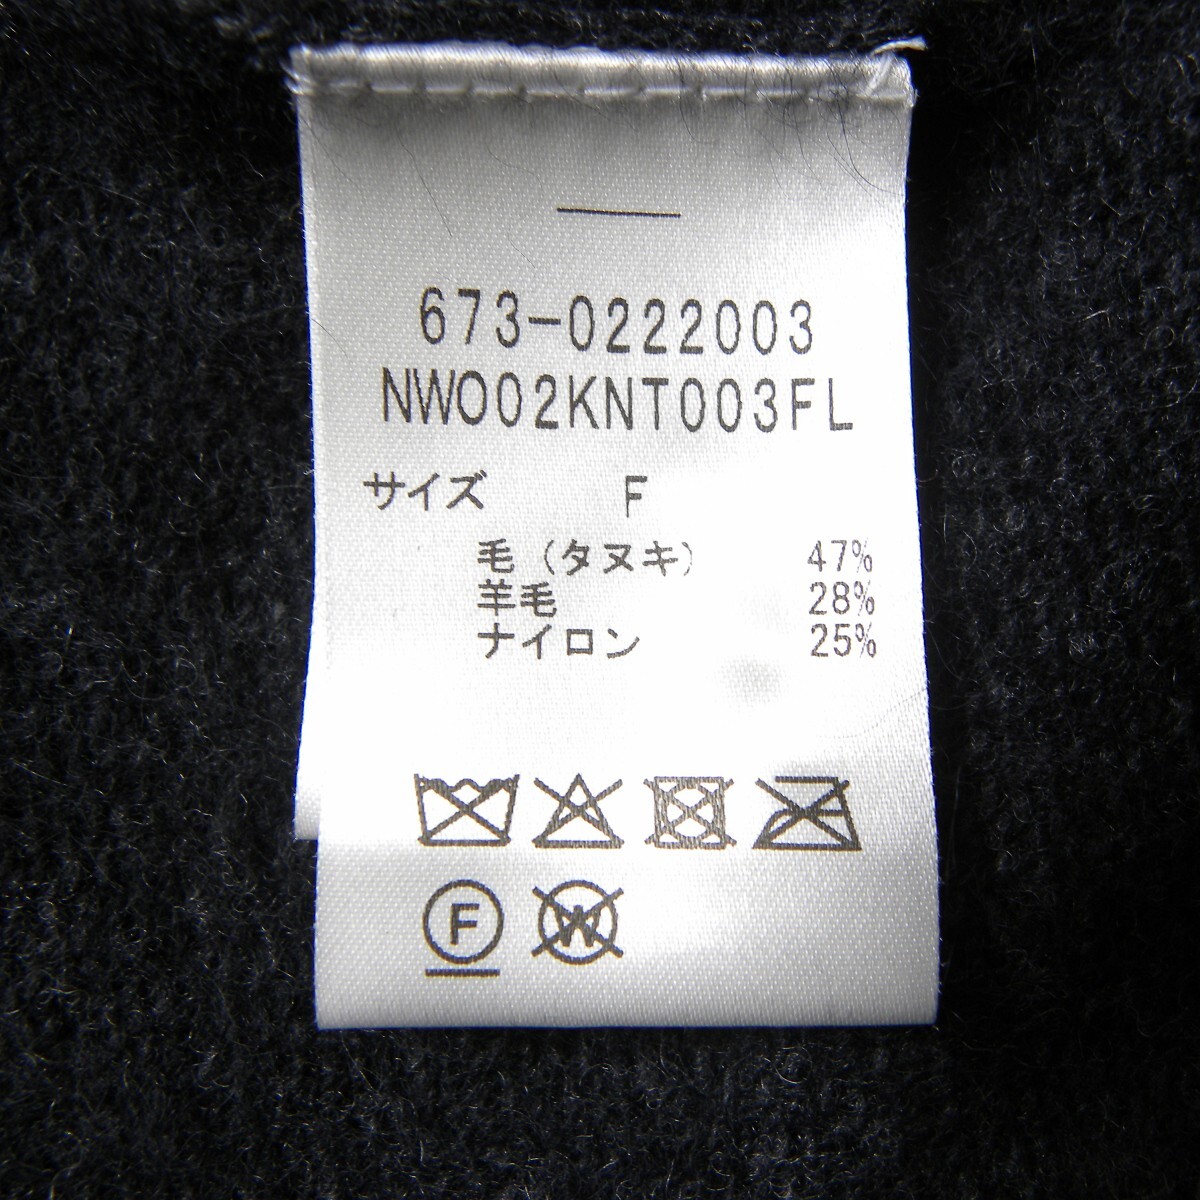 673-0222003
NWO02KNT003FL
サイズ F
毛(タヌキ) 47%
羊毛 28%
ナイロン 25%
F W